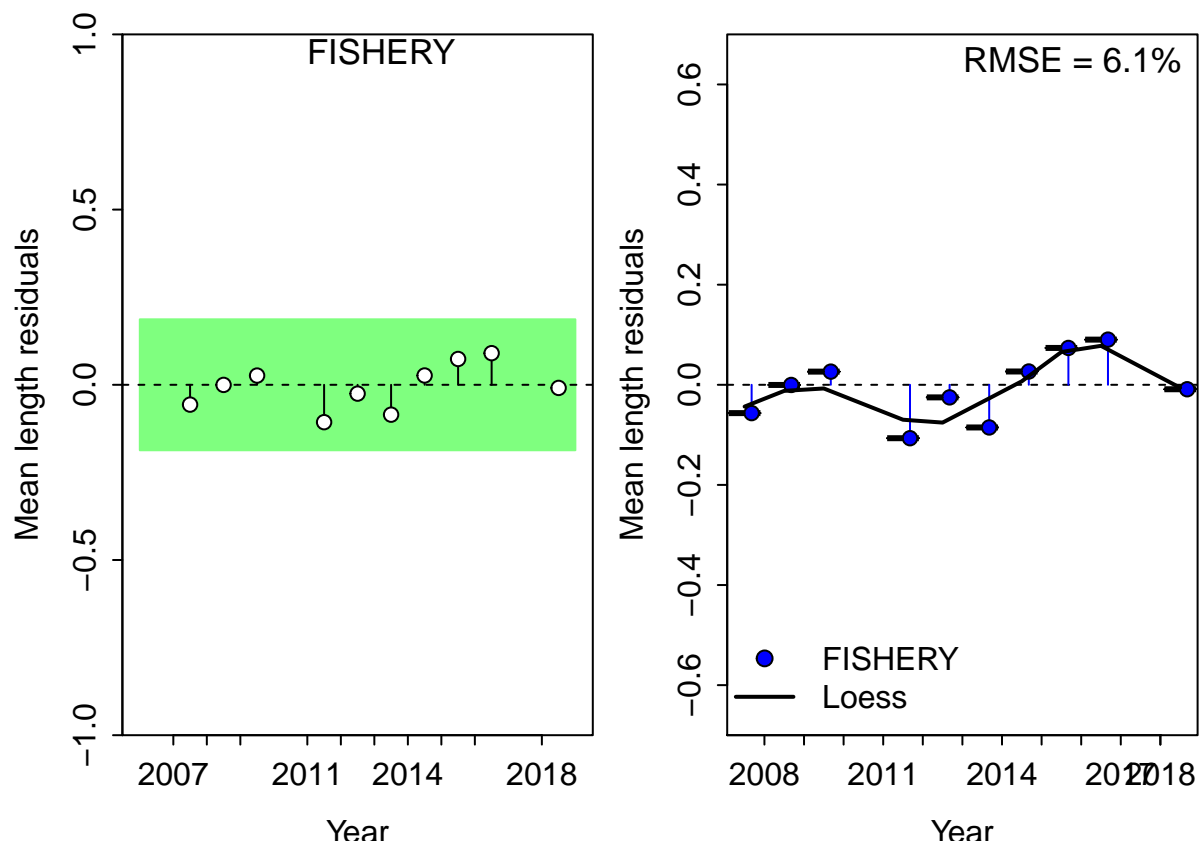 FISHERY
Mean length residuals
1.0
0.5
0.0
−0.5
−1.0
2007 2011 2014 2018
Year
RMSE = 6.1%
Mean length residuals
0.6
0.4
0.2
0.0
−0.2
−0.4
−0.6
FISHERY
Loess
2008 2011 2014 2017 2018
Year